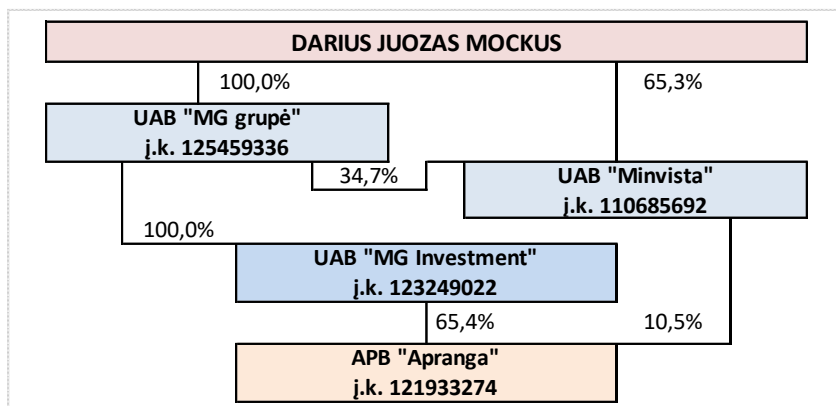 DARIUS JUOZAS MOCKUS
100,0%
65,3%
UAB "MG grupė"
į.k. 125459336
34,7%
UAB "Minvista"
į.k. 110685692
100,0%
UAB "MG Investment"
į.k. 123249022
65,4%
10,5%
APB "Apranga"
į.k. 121933274